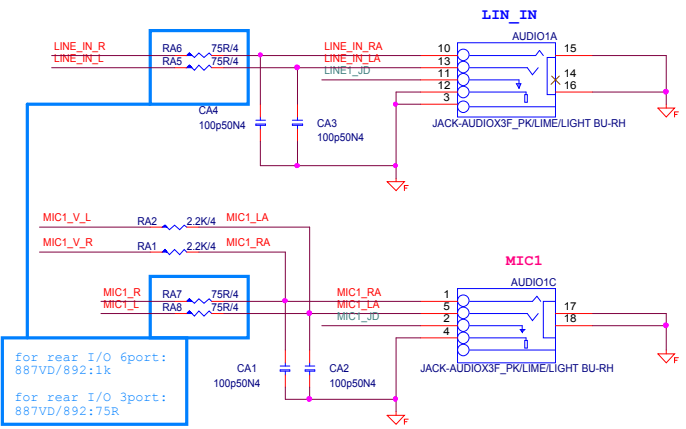 LIN_IN
AUDIO1A
LINE_IN_R RA6 75R/4 LINE_IN_RA 10 15
LINE_IN_L RA5 75R/4 LINE_IN_LA 13
LINE1_JD 11 14
12 16
3
CA4
100p50N4
CA3
100p50N4
JACK-AUDIOX3F_PK/LIME/LIGHT BU-RH
F
F
MIC1_V_L RA2 2.2K/4 MIC1_LA
MIC1_V_R RA1 2.2K/4 MIC1_RA
MIC1
AUDIO1C
MIC1_R RA7 75R/4 MIC1_RA 1 17
MIC1_L RA8 75R/4 MIC1_LA 5
MIC1_JD 2 18
4
for rear I/O 6port:
887VD/892:1k
for rear I/O 3port:
887VD/892:75R
CA1
100p50N4
CA2
100p50N4
JACK-AUDIOX3F_PK/LIME/LIGHT BU-RH
F
F